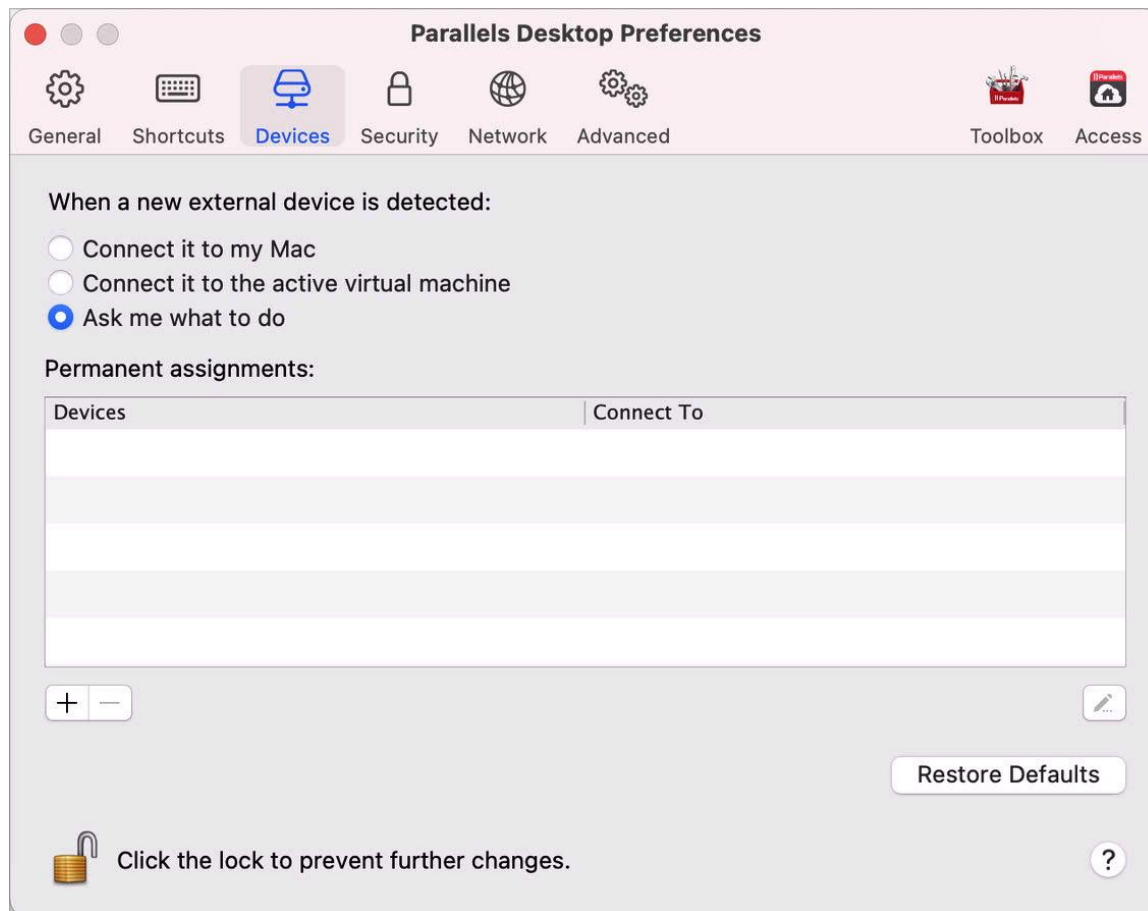 Parallels Desktop Preferences
General Shortcuts Devices Security Network Advanced Toolbox Access
When a new external device is detected:
Connect it to my Mac
Connect it to the active virtual machine
Ask me what to do
Permanent assignments:
Devices Connect To
Restore Defaults
Click the lock to prevent further changes.
?